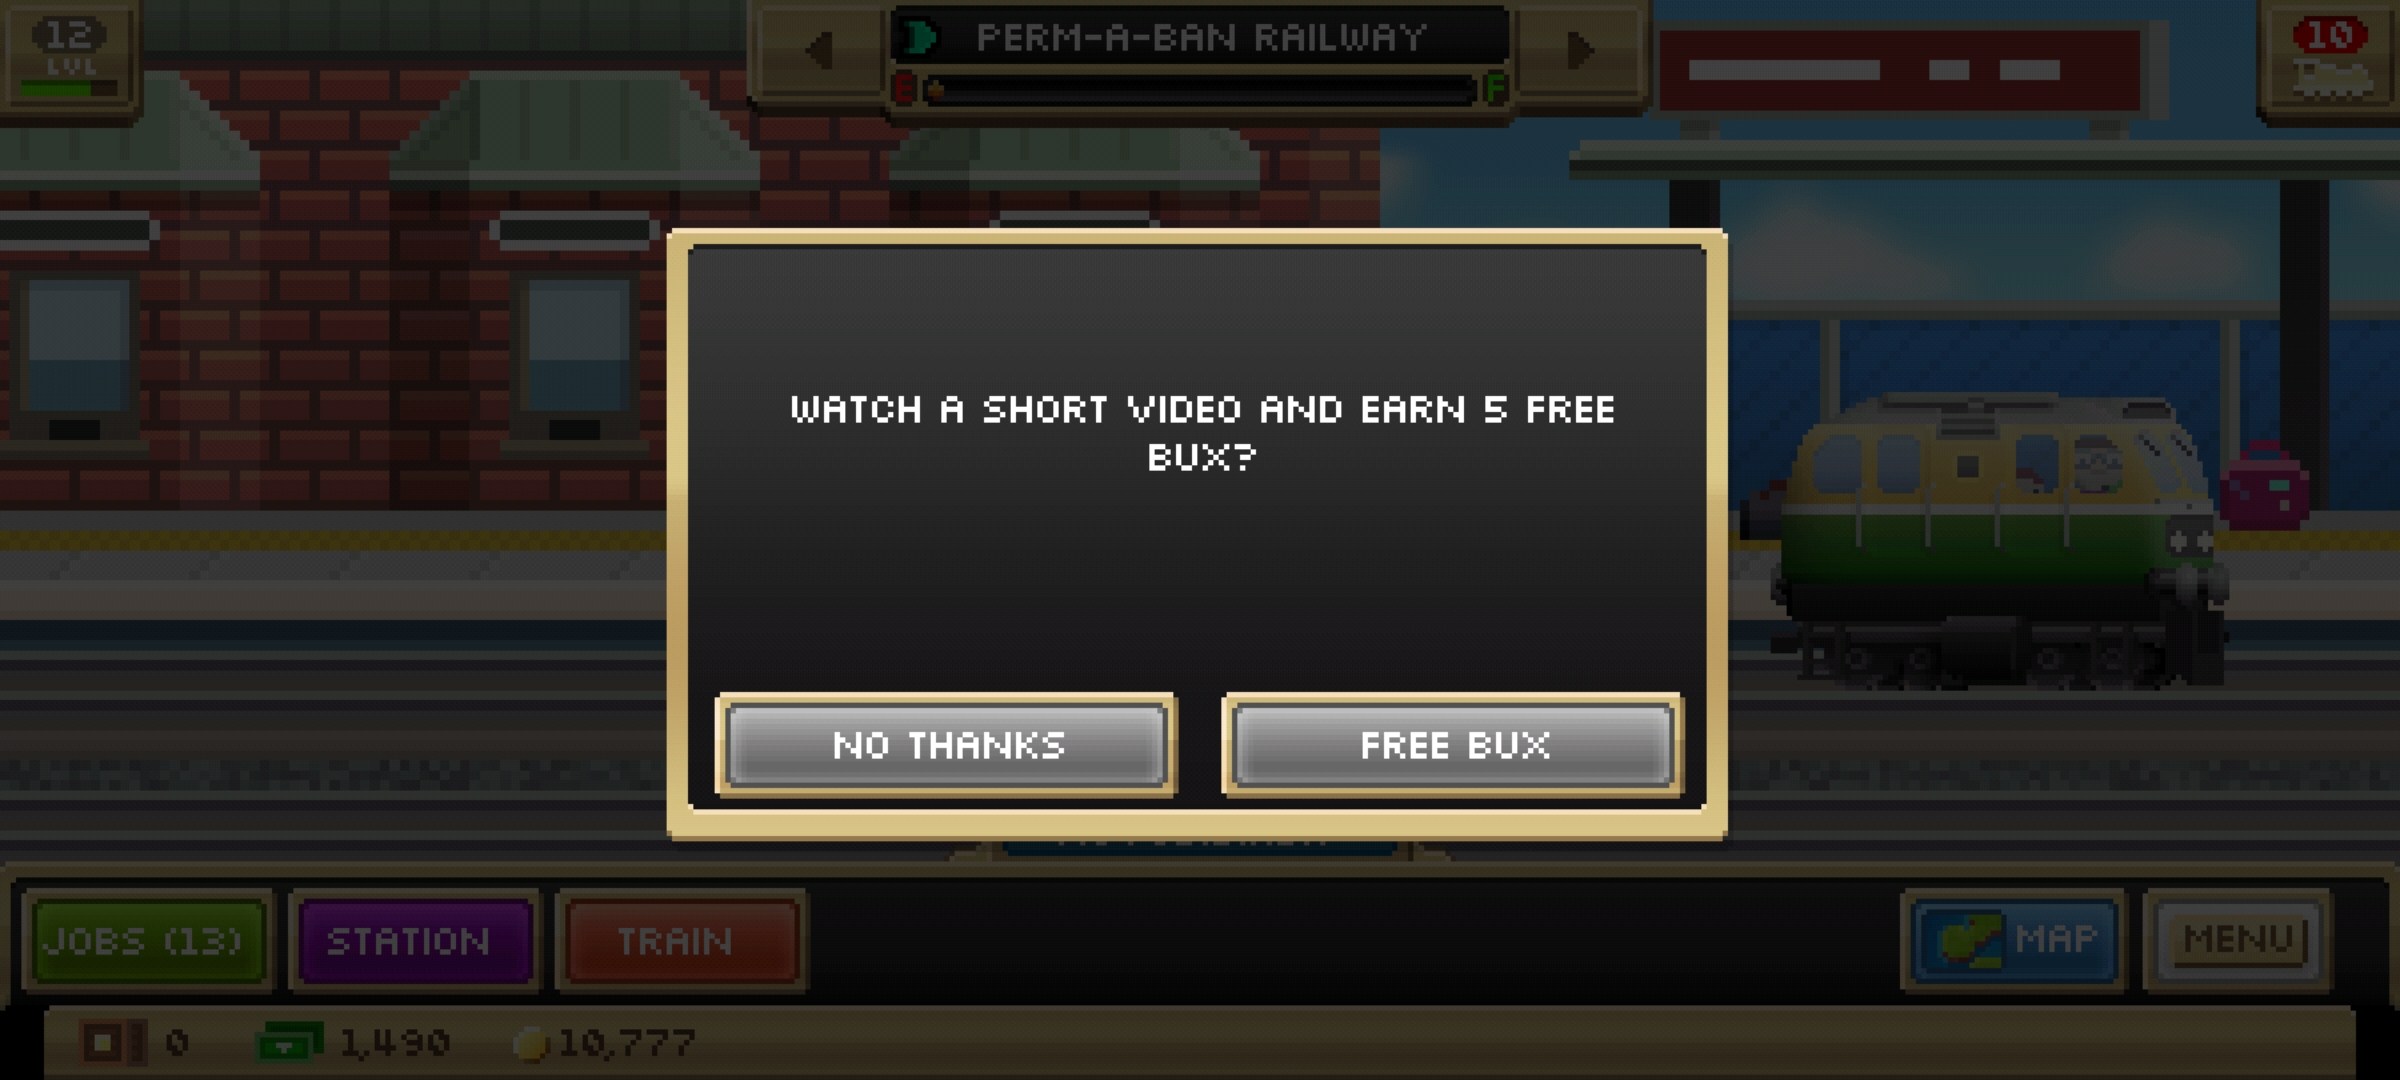 12
LVL
PERM-A-BAN RAILWAY
E
F
10
WATCH A SHORT VIDEO AND EARN 5 FREE
BUX?
NO THANKS
FREE BUX
JOBS (13)
STATION
TRAIN
MAP
MENU
0
1,490
10,777